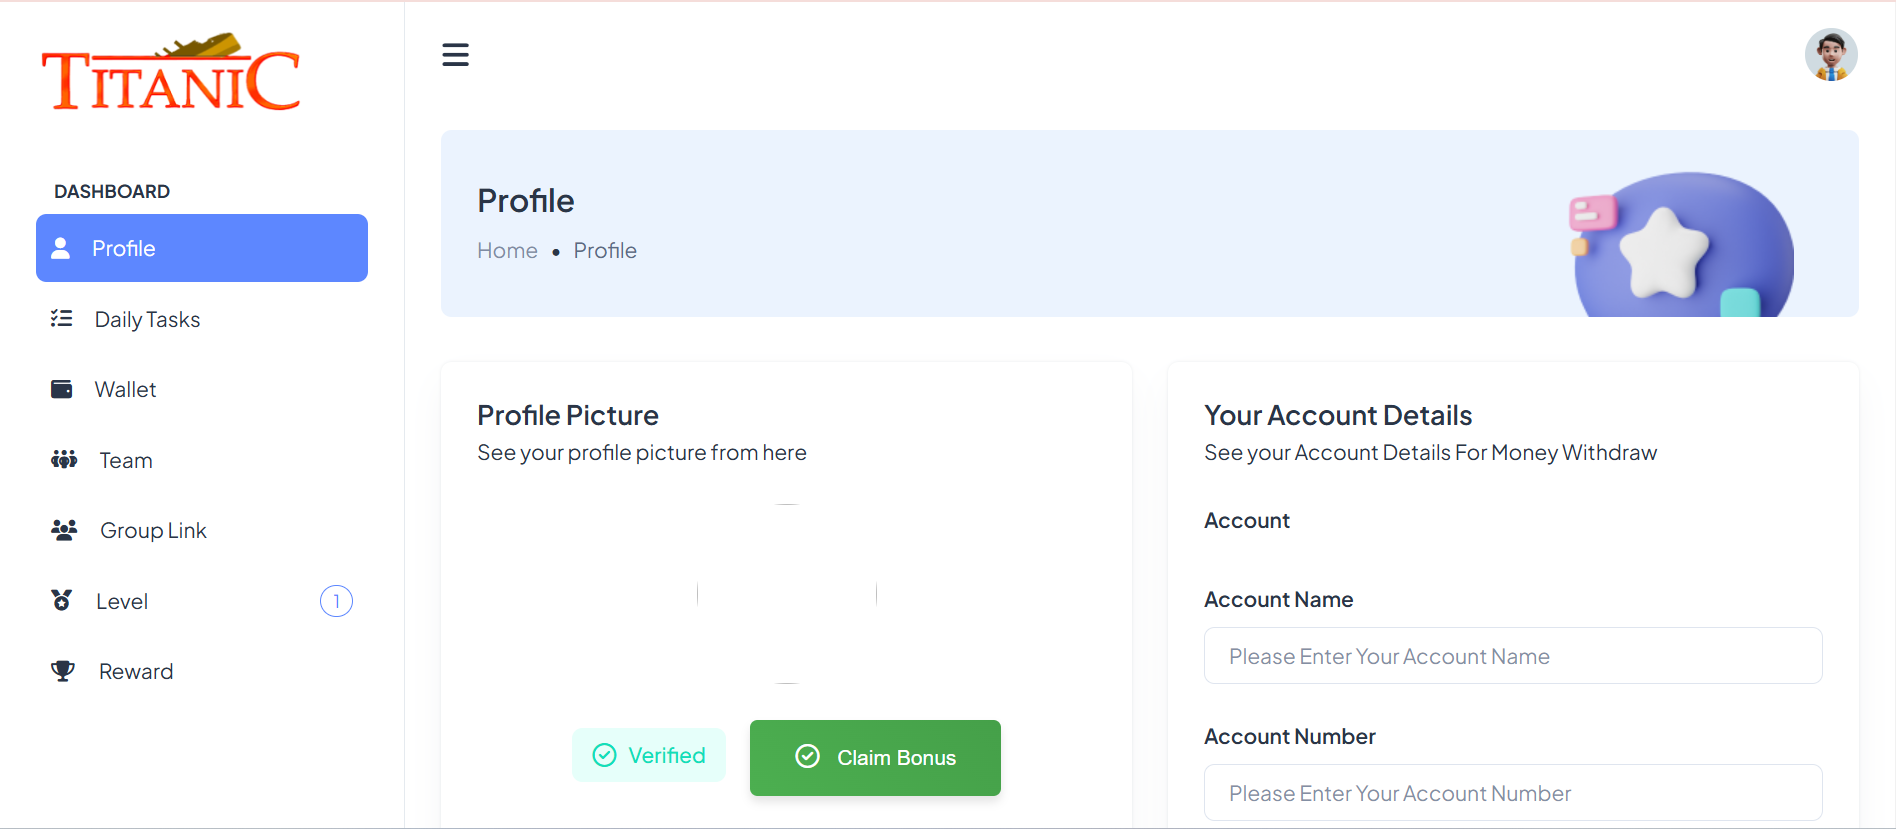 TITANIC
DASHBOARD
Profile
Daily Tasks
Wallet
Team
Group Link
Level 1
Reward
Profile
Home • Profile
Profile Picture
See your profile picture from here
Verified
Claim Bonus
Your Account Details
See your Account Details For Money Withdraw
Account
Account Name
Please Enter Your Account Name
Account Number
Please Enter Your Account Number